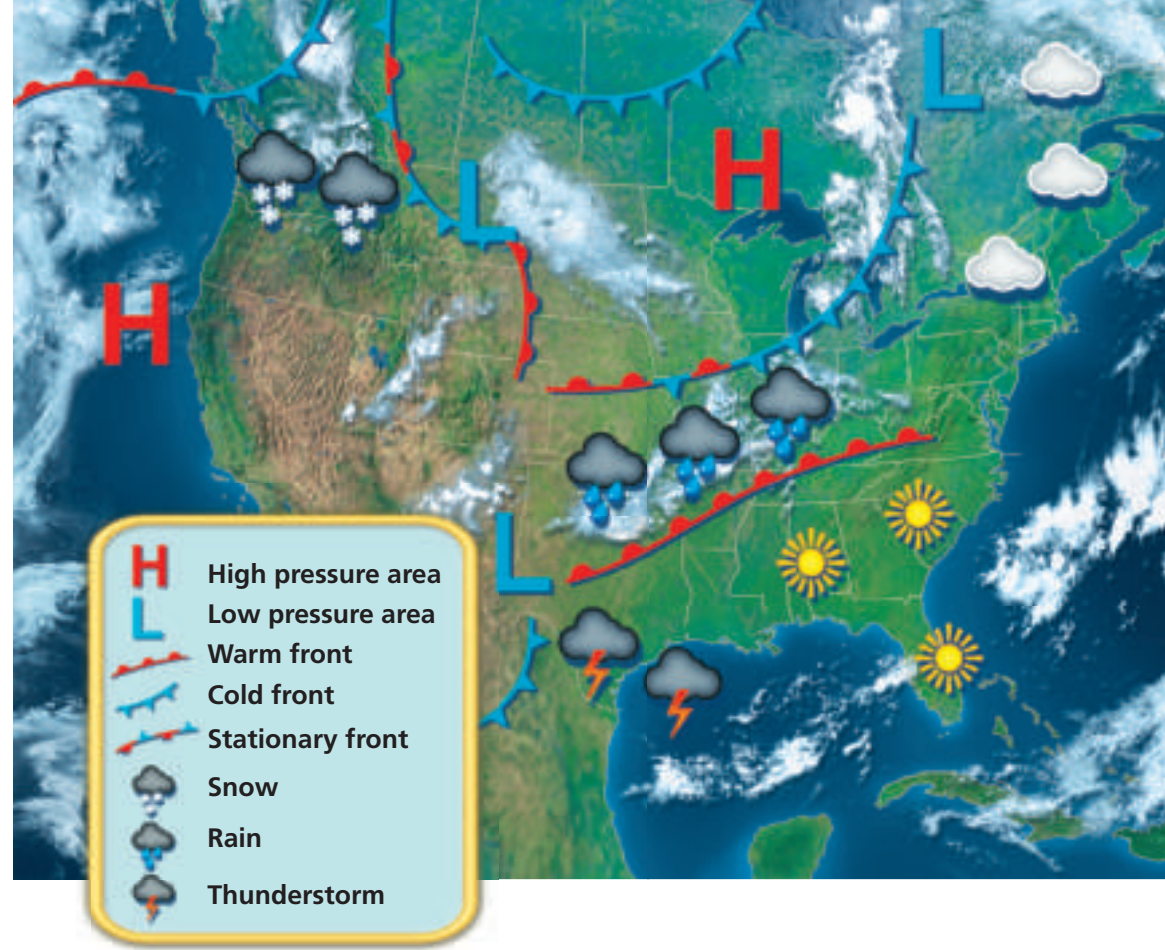 L
H
L
H
L
H High pressure area
L Low pressure area
Warm front
Cold front
Stationary front
Snow
Rain
Thunderstorm